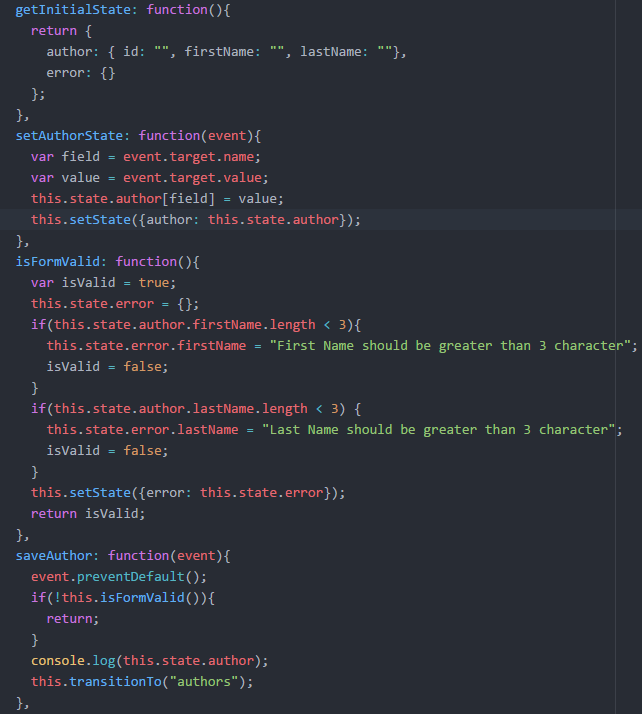 getInitialState: function(){
return {
author: { id: "", firstName: "", lastName: ""},
error: {}
};
},
setAuthorState: function(event){
var field = event.target.name;
var value = event.target.value;
this.state.author[field] = value;
this.setState({author: this.state.author});
},
isFormValid: function(){
var isValid = true;
this.state.error = {};
if(this.state.author.firstName.length < 3){
this.state.error.firstName = "First Name should be greater than 3 character";
isValid = false;
}
if(this.state.author.lastName.length < 3) {
this.state.error.lastName = "Last Name should be greater than 3 character";
isValid = false;
}
this.setState({error: this.state.error});
return isValid;
},
saveAuthor: function(event){
event.preventDefault();
if(!this.isFormValid()){
return;
}
console.log(this.state.author);
this.transitionTo("authors");
},